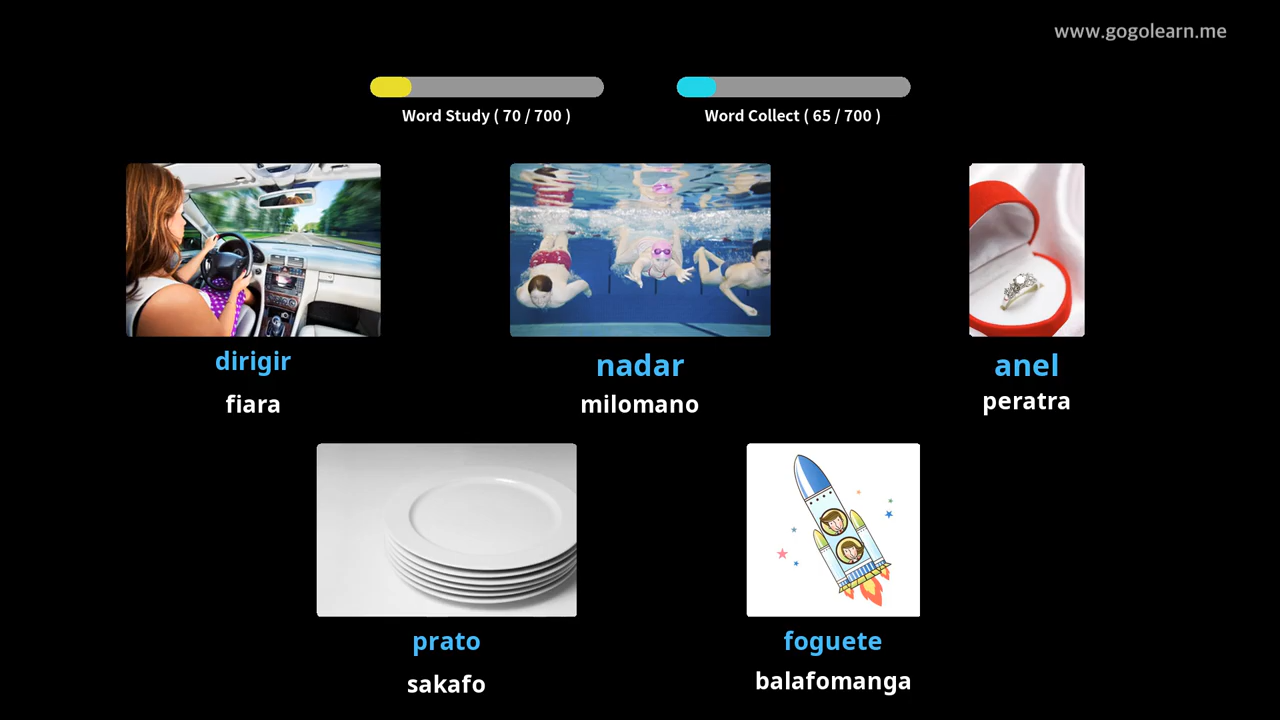 www.gogolearn.me
Word Study ( 70 / 700 )
Word Collect ( 65 / 700 )
dirigir
fiara
nadar
milomano
anel
peratra
prato
sakafo
foguete
balafomanga